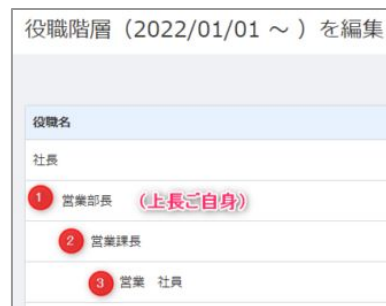 役職階層（2022/01/01 ～ ）を編集
役職名
社長
1 営業部長 （上長ご自身）
2 営業課長
3 営業 社員